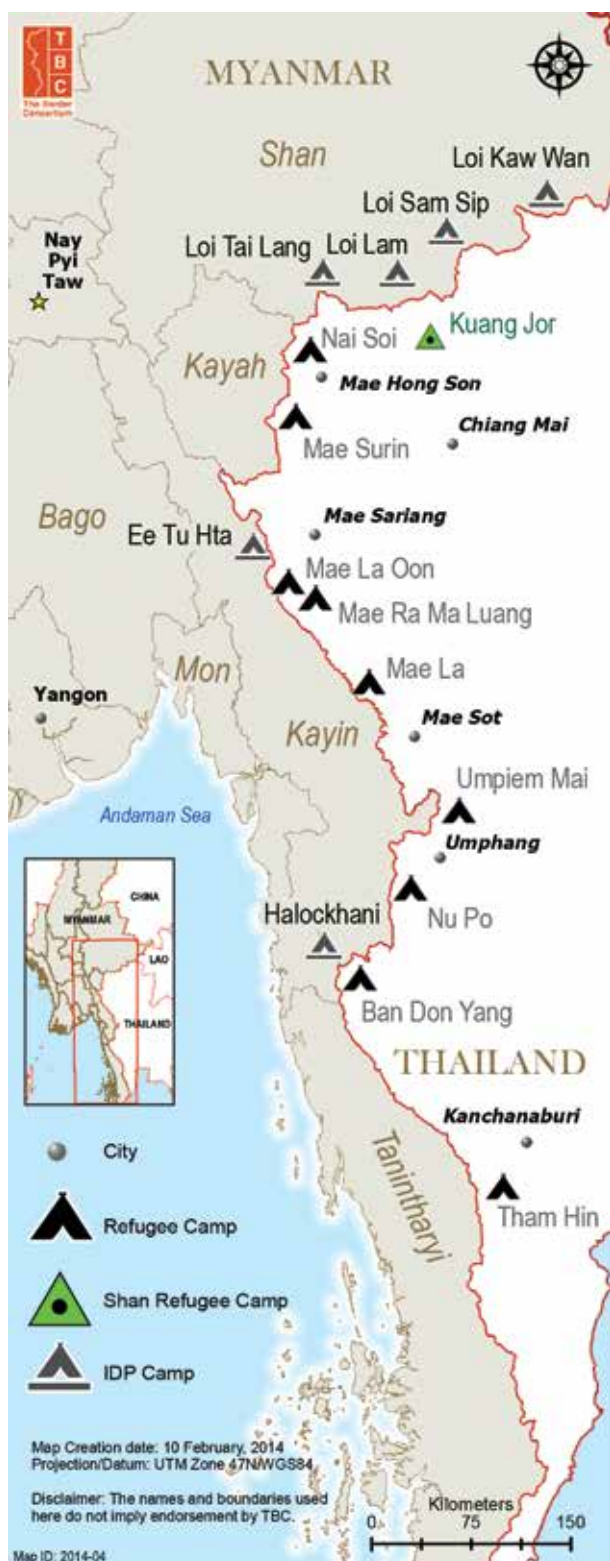 T
B
C
The Border
Consortium
MYANMAR
Shan
Loi Kaw Wan
Loi Sam Sip
Loi Tai Lang
Loi Lam
Nay
Pyi
Taw
Nai Soi
Kuang Jor
Kayah
Mae Hong Son
Chiang Mai
Mae Surin
Bago
Mae Sariang
Ee Tu Hta
Mae La Oon
Mae Ra Ma Luang
Mon
Mae La
Yangon
Kayin
Mae Sot
Umpiem Mai
Andaman Sea
Umphang
CHINA
MYANMAR
LAO
THAILAND
Halockhani
Nu Po
Ban Don Yang
THAILAND
Kanchanaburi
Tanintharyi
Tham Hin
City
Refugee Camp
Shan Refugee Camp
IDP Camp
Map Creation date: 10 February, 2014
Projection/Datum: UTM Zone 47N/WGS84
Disclaimer: The names and boundaries used
here do not imply endorsement by TBC.
Kilometers
0 75 150
Map ID: 2014-04